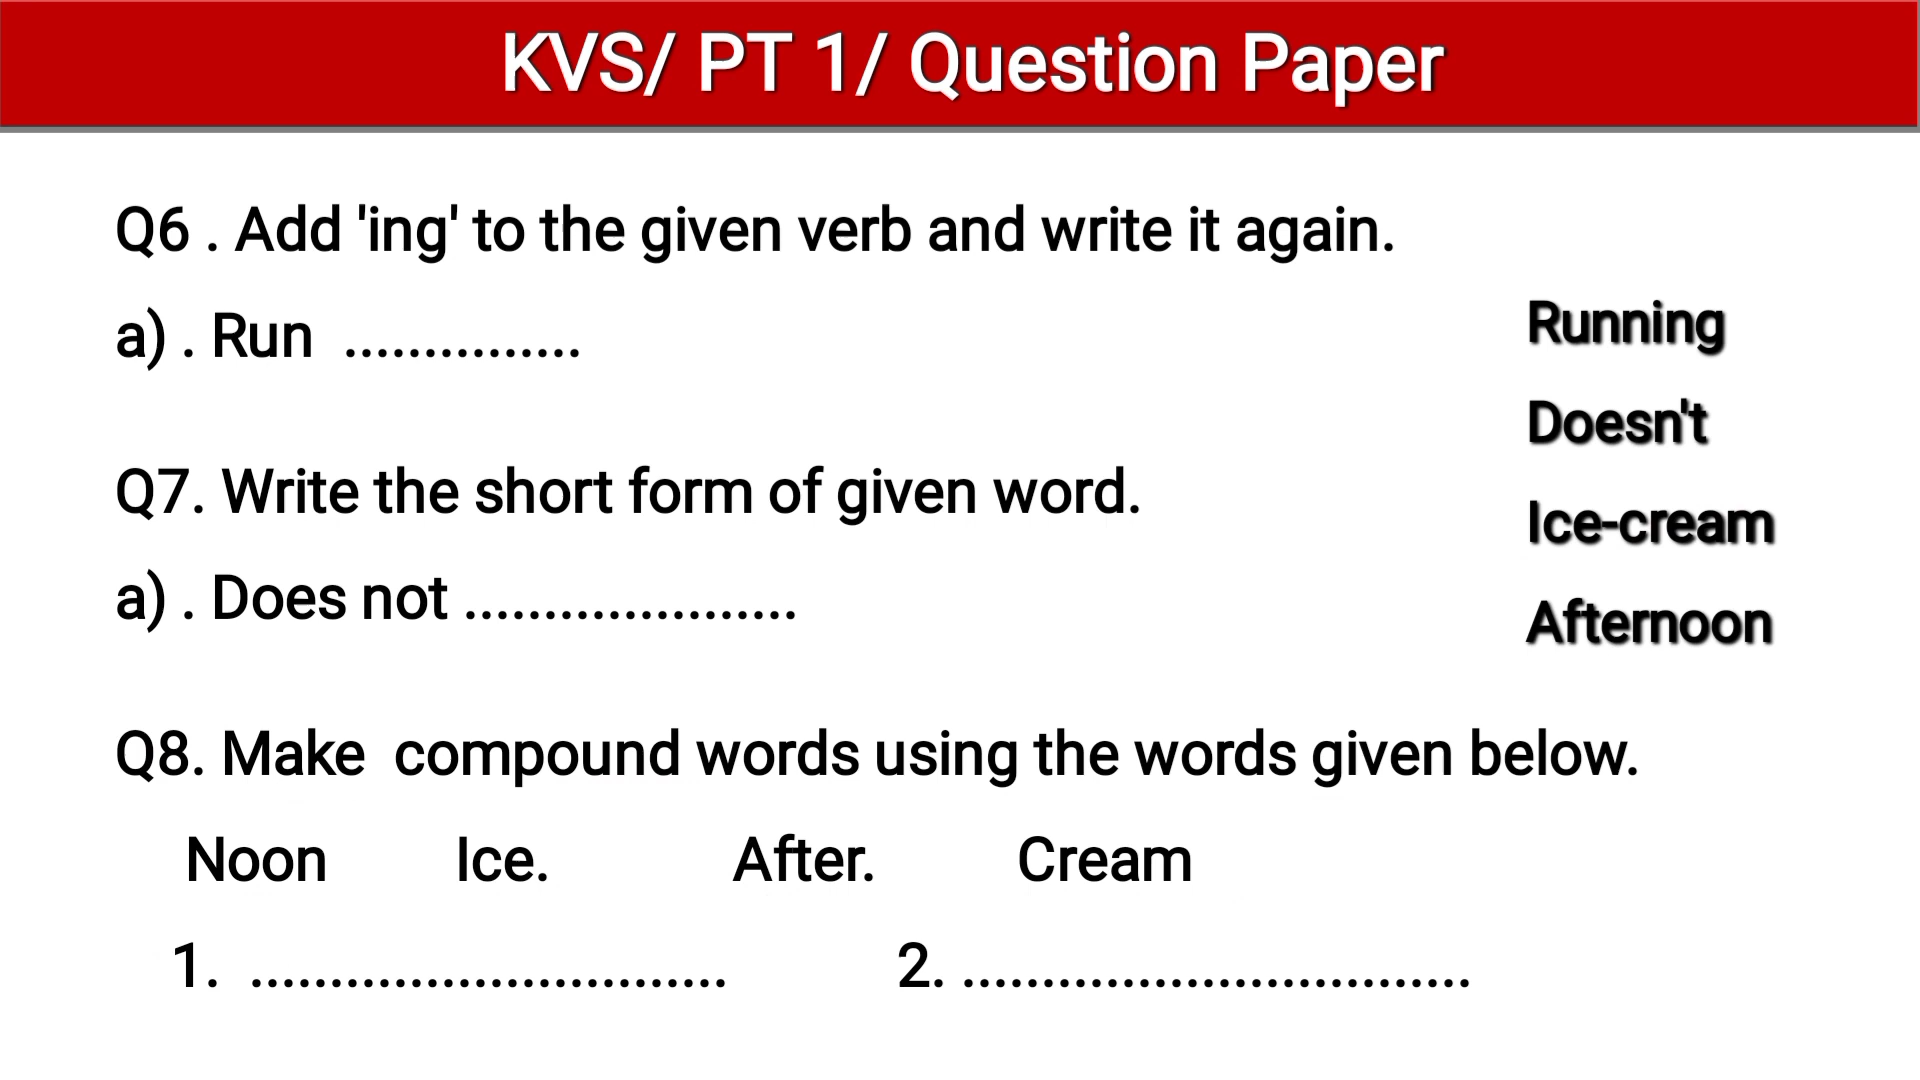 KVS/ PT 1/ Question Paper
Q6 . Add 'ing' to the given verb and write it again.
a) . Run ...............
Running
Doesn't
Q7. Write the short form of given word.
Ice-cream
a) . Does not .....................
Afternoon
Q8. Make compound words using the words given below.
Noon Ice. After. Cream
1. .............................. 2. ................................